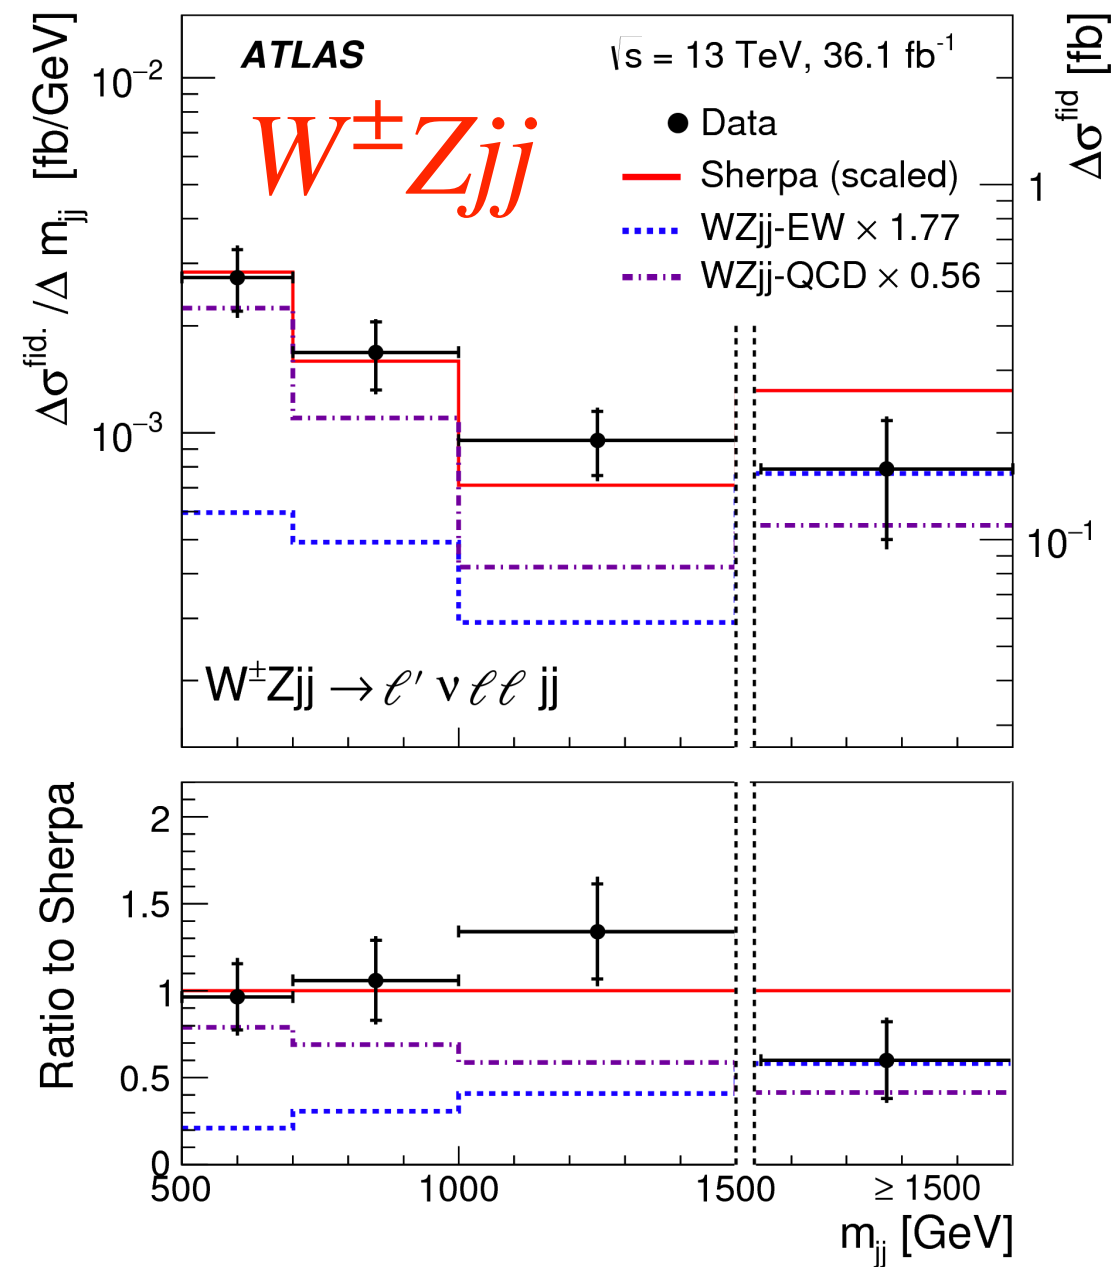 ATLAS
√s = 13 TeV, 36.1 fb⁻¹
W±Zjj
Data
Sherpa (scaled)
WZjj-EW × 1.77
WZjj-QCD × 0.56
Δσ^fid. /Δ m_jj [fb/GeV]
Δσ^fid [fb]
10⁻²
10⁻³
1
10⁻¹
W±Zjj → ℓ′ ν ℓ ℓ jj
Ratio to Sherpa
2
1.5
1
0.5
0
500 1000 1500 ≥ 1500
m_jj [GeV]